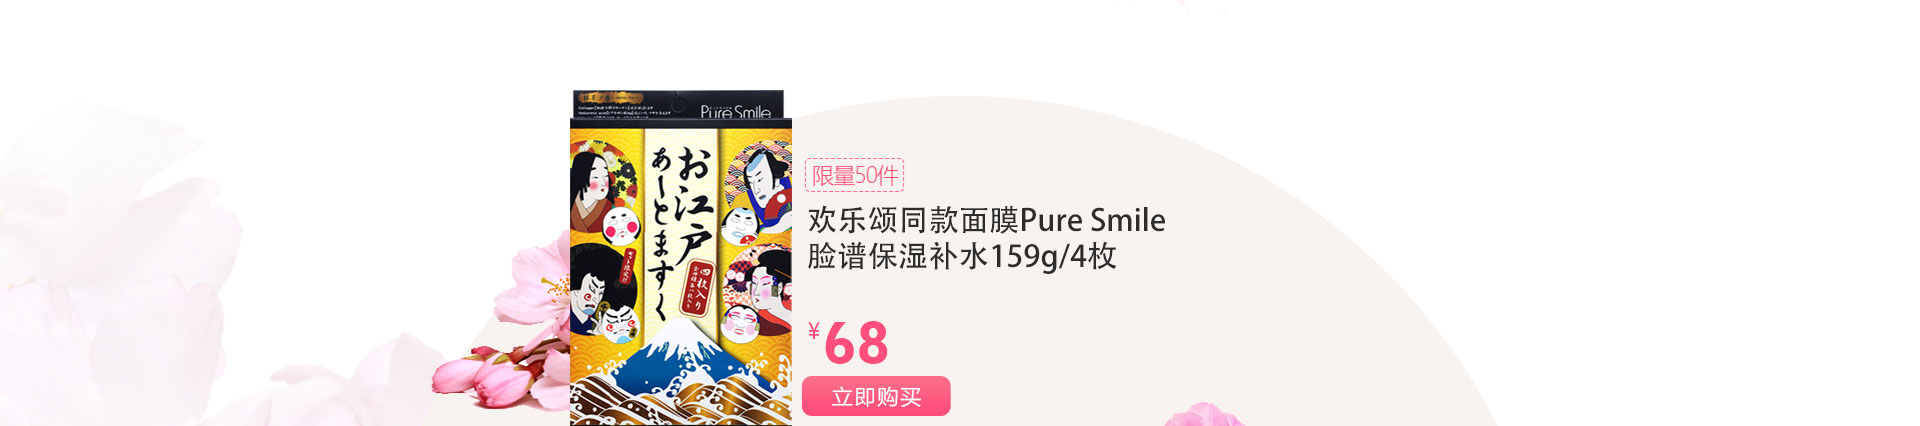 Pure Smile
お江戸
あーとますく
四枚入り
限量50件
欢乐颂同款面膜Pure Smile
脸谱保湿补水159g/4枚
¥68
立即购买